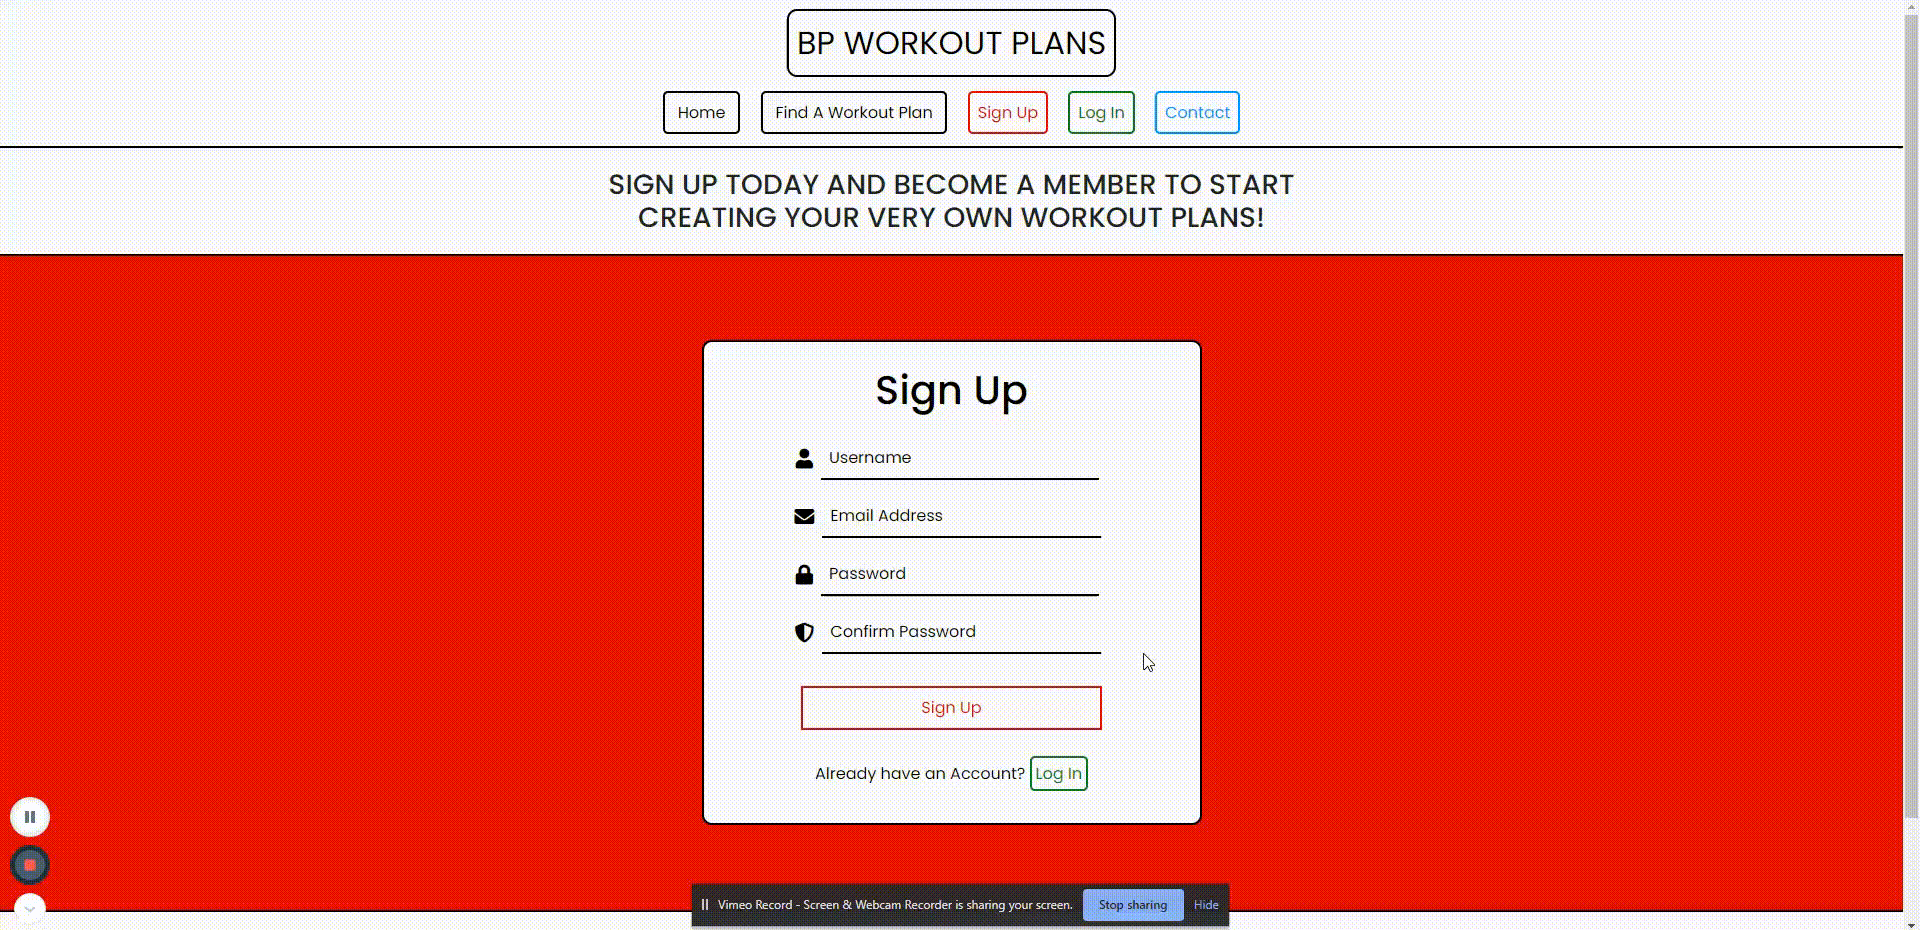 BP WORKOUT PLANS
Home Find A Workout Plan Sign Up Log In Contact
SIGN UP TODAY AND BECOME A MEMBER TO START
CREATING YOUR VERY OWN WORKOUT PLANS!
Sign Up
Username
Email Address
Password
Confirm Password
Sign Up
Already have an Account? Log In
Vimeo Record - Screen & Webcam Recorder is sharing your screen. Stop sharing Hide